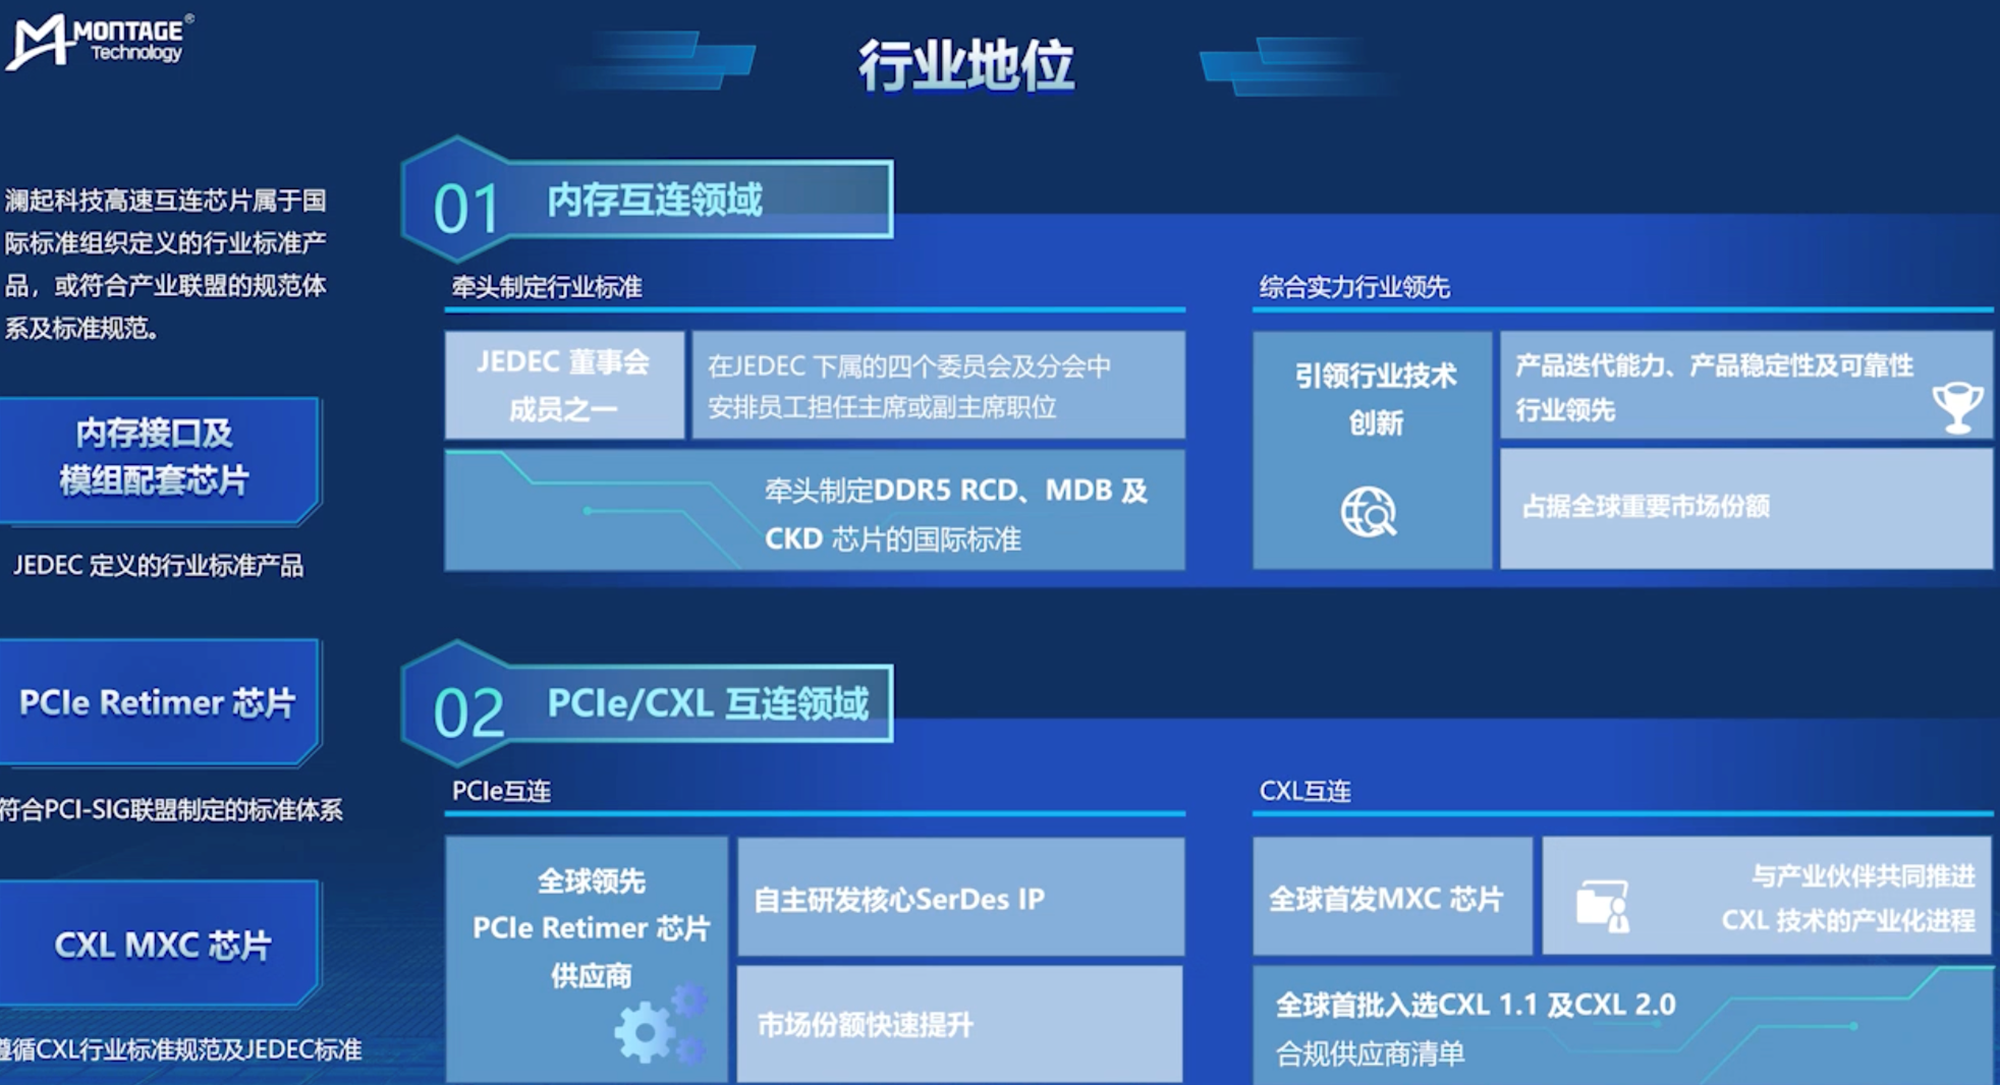 MONTAGE®
Technology
行业地位
澜起科技高速互连芯片属于国
际标准组织定义的行业标准产
品，或符合产业联盟的规范体
系及标准规范。
内存接口及
模组配套芯片
JEDEC 定义的行业标准产品
PCIe Retimer 芯片
符合PCI-SIG联盟制定的标准体系
CXL MXC 芯片
遵循CXL行业标准规范及JEDEC标准
01
内存互连领域
牵头制定行业标准
JEDEC 董事会
成员之一
在JEDEC 下属的四个委员会及分会中
安排员工担任主席或副主席职位
牵头制定DDR5 RCD、MDB 及
CKD 芯片的国际标准
综合实力行业领先
引领行业技术
创新
产品迭代能力、产品稳定性及可靠性
行业领先
占据全球重要市场份额
02
PCIe/CXL 互连领域
PCIe互连
全球领先
PCIe Retimer 芯片
供应商
自主研发核心SerDes IP
市场份额快速提升
CXL互连
全球首发MXC 芯片
与产业伙伴共同推进
CXL 技术的产业化进程
全球首批入选CXL 1.1 及CXL 2.0
合规供应商清单